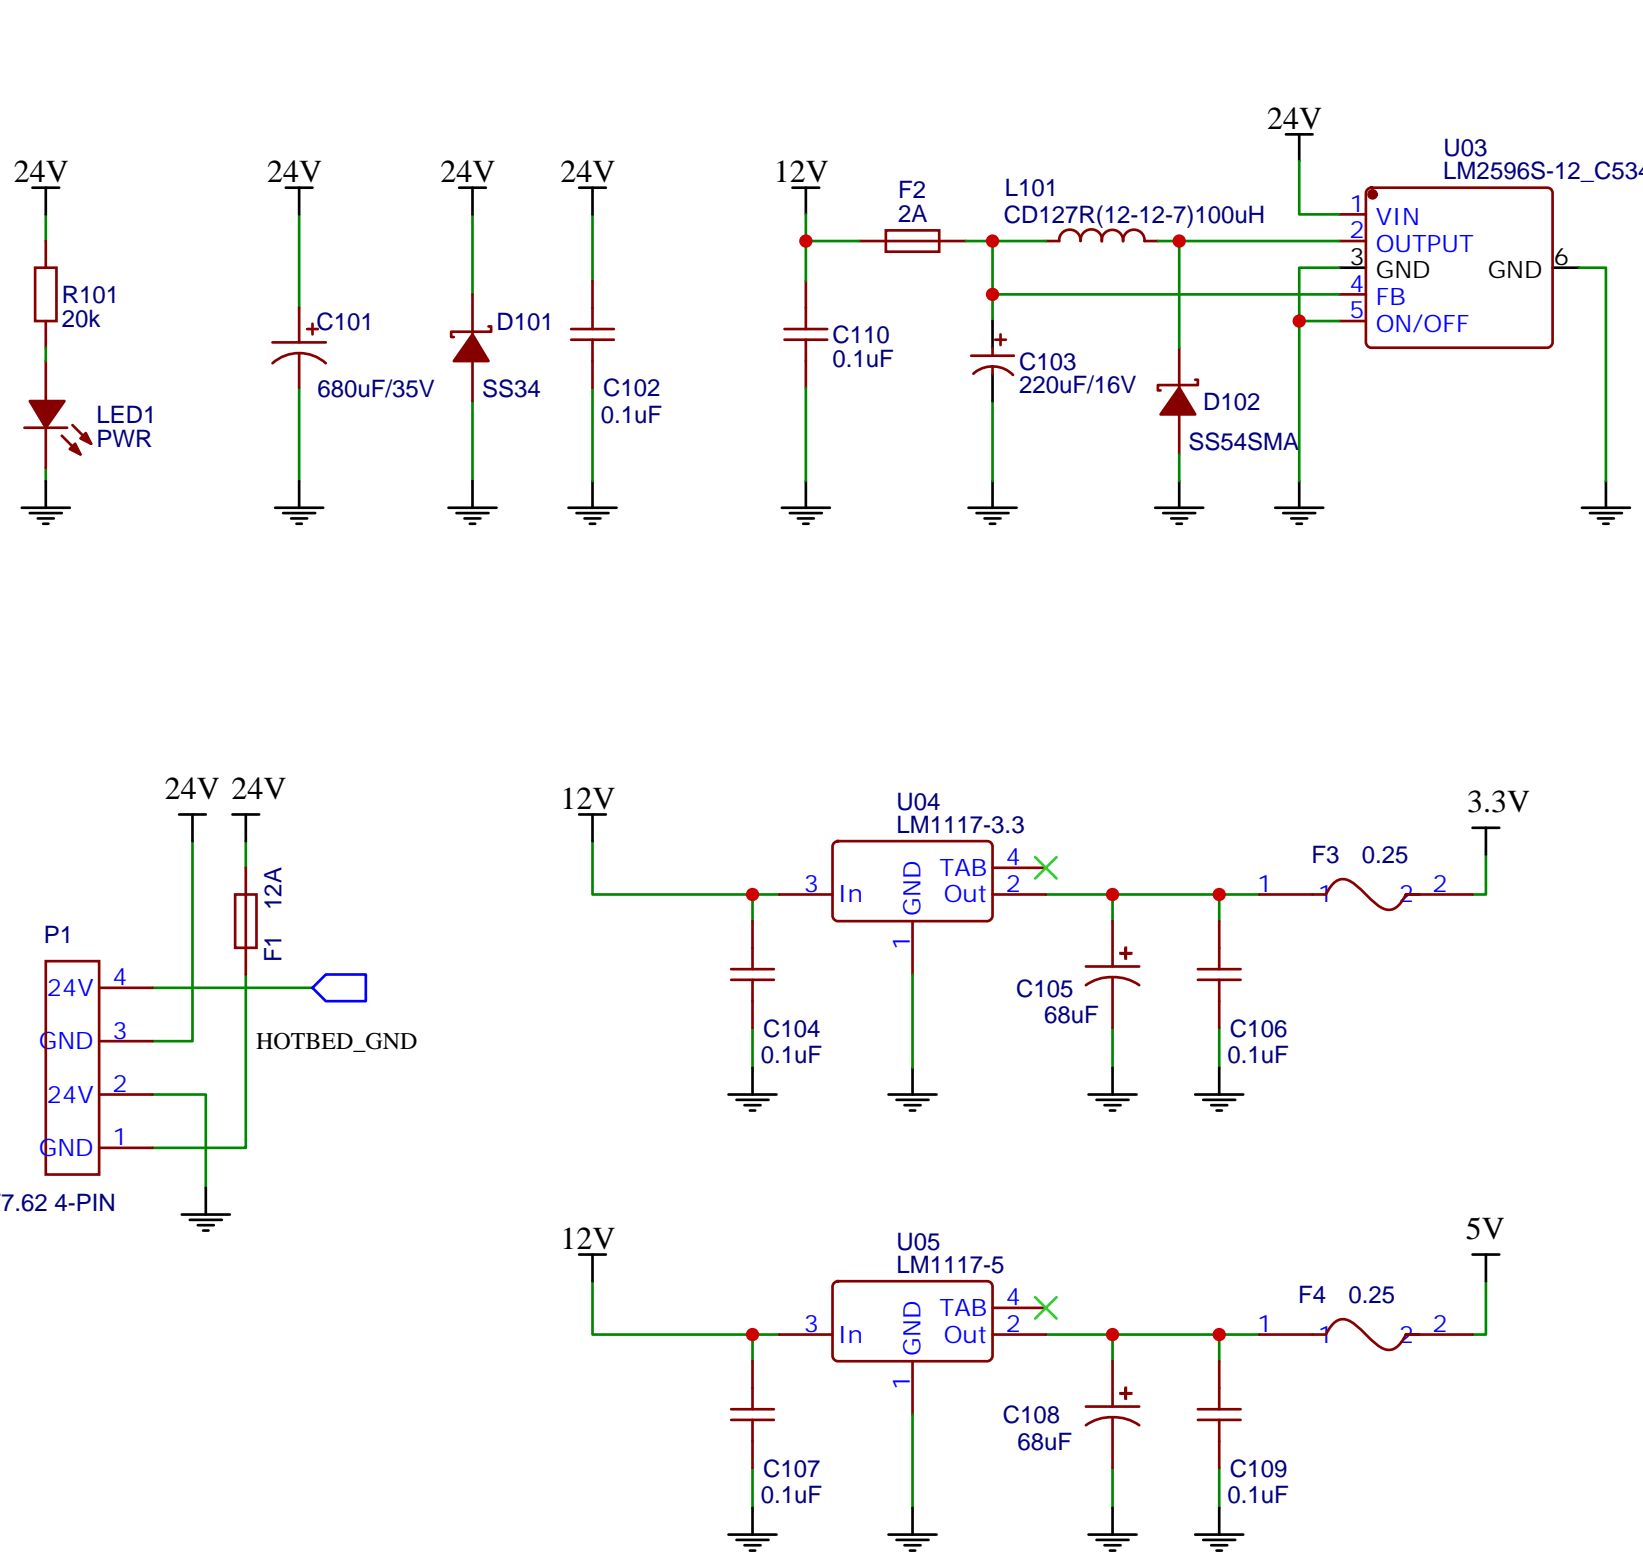 24V
R101
20k
LED1
PWR
24V
+
C101
680uF/35V
24V
D101
SS34
24V
C102
0.1uF
12V
F2
2A
L101
CD127R(12-12-7)100uH
C110
0.1uF
+
C103
220uF/16V
D102
SS54SMA
24V
U03
LM2596S-12_C534
1 VIN
2 OUTPUT
3 GND
4 FB
5 ON/OFF
GND 6
24V 24V
12A
F1
P1
24V 4
GND 3
24V 2
GND 1
HOTBED_GND
7.62 4-PIN
12V
U04
LM1117-3.3
3 In
GND
1
TAB 4
Out 2
C104
0.1uF
+
C105
68uF
C106
0.1uF
F3 0.25
1 1 2 2
3.3V
12V
U05
LM1117-5
3 In
GND
1
TAB 4
Out 2
C107
0.1uF
+
C108
68uF
C109
0.1uF
F4 0.25
1 1 2 2
5V